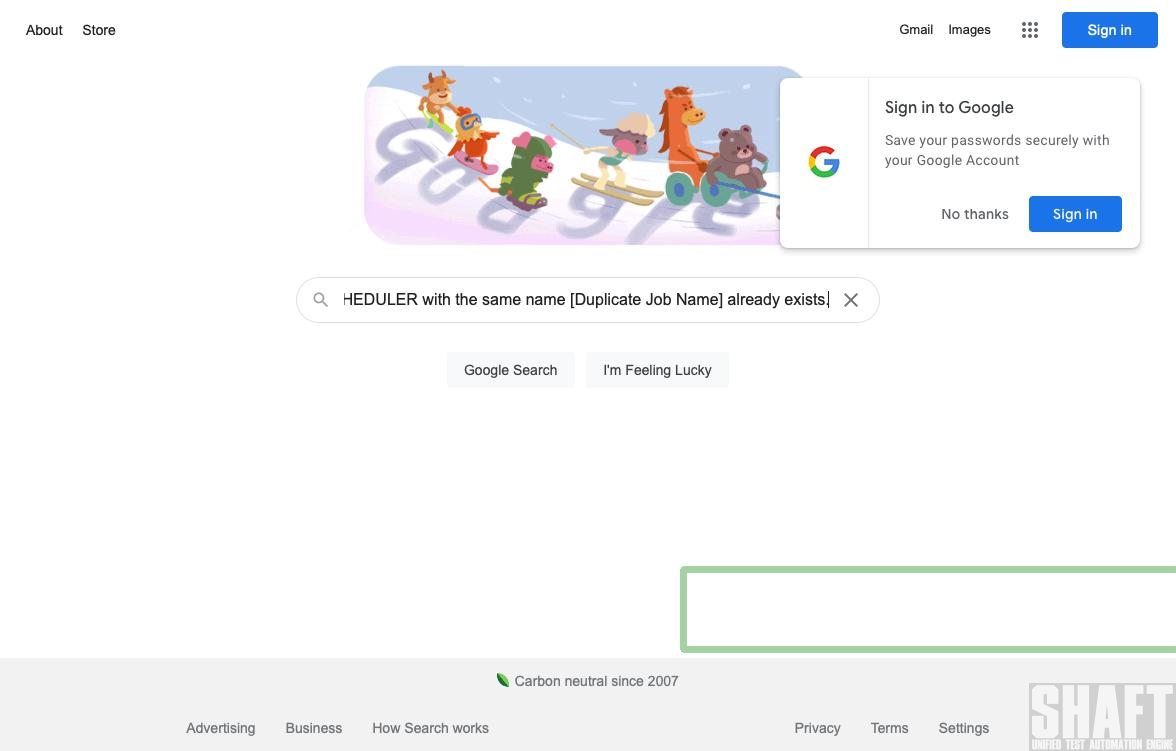 About Store
Gmail Images
Sign in
Google
Sign in to Google
Save your passwords securely with
your Google Account
No thanks
Sign in
HEDULER with the same name [Duplicate Job Name] already exists.
Google Search
I'm Feeling Lucky
Carbon neutral since 2007
Advertising Business How Search works
Privacy Terms Settings
SHAFT
UNIFIED TEST AUTOMATION ENGINE